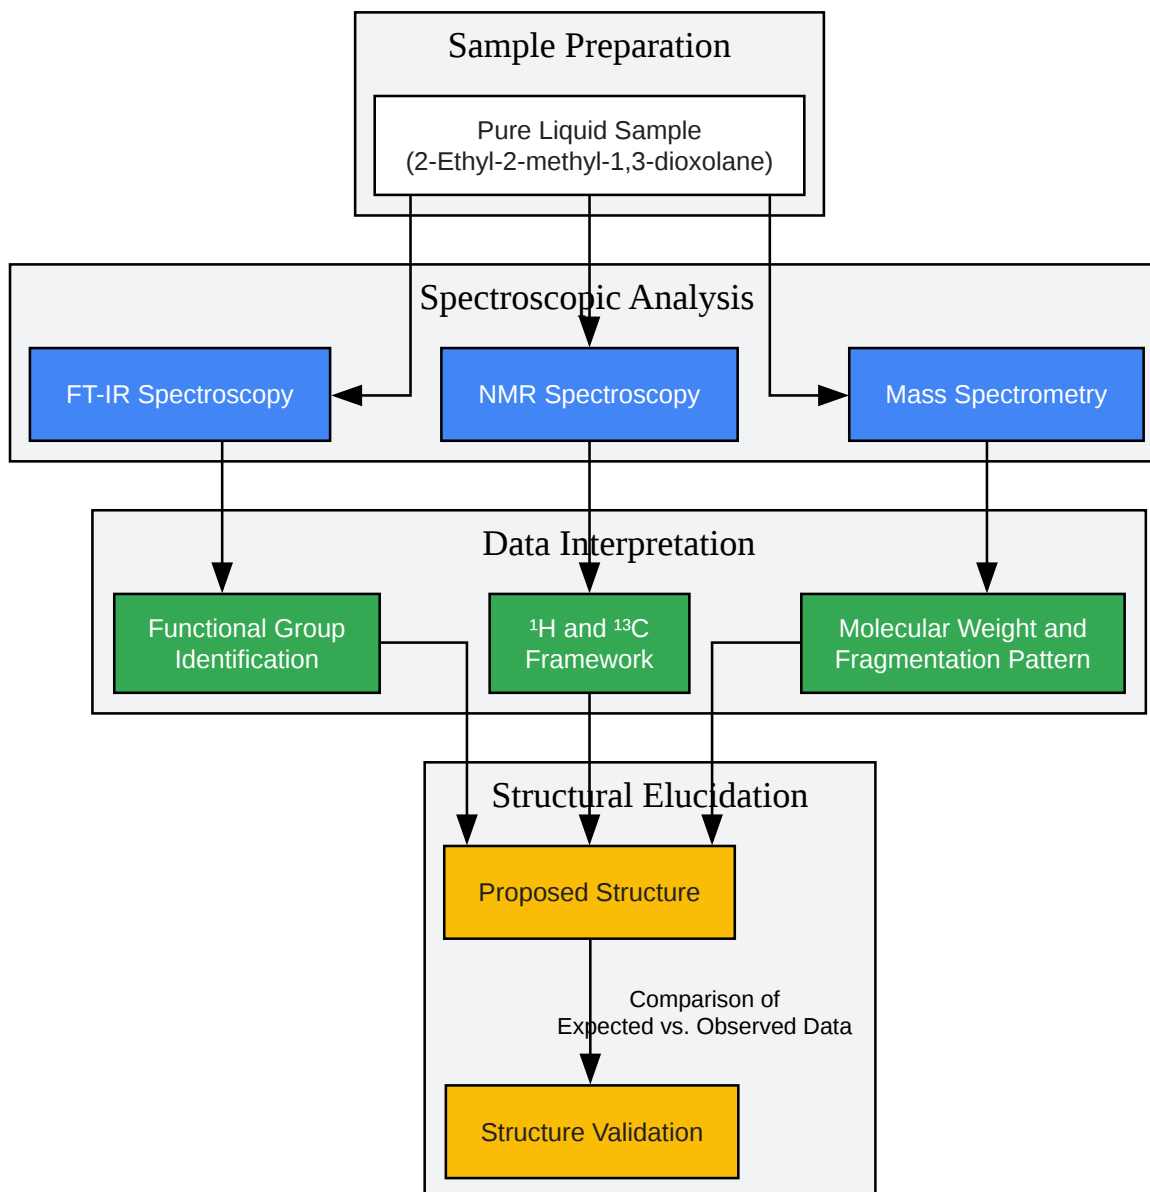 Sample Preparation
Pure Liquid Sample
(2-Ethyl-2-methyl-1,3-dioxolane)
Spectroscopic Analysis
FT-IR Spectroscopy
NMR Spectroscopy
Mass Spectrometry
Data Interpretation
Functional Group
Identification
¹H and ¹³C
Framework
Molecular Weight and
Fragmentation Pattern
Structural Elucidation
Proposed Structure
Comparison of
Expected vs. Observed Data
Structure Validation